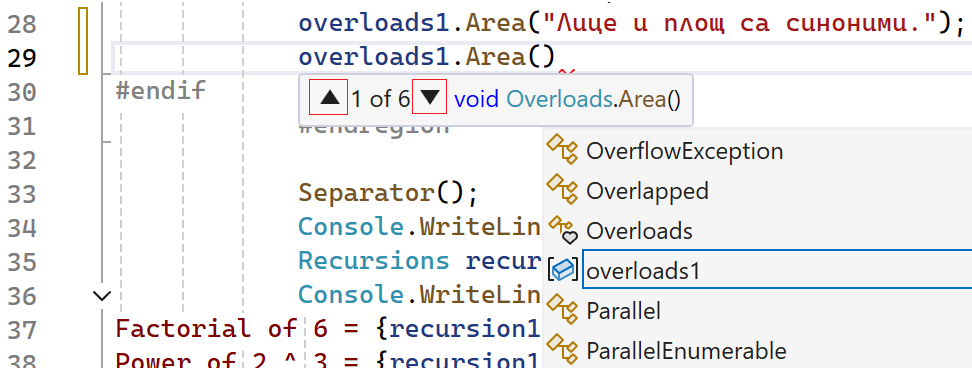 28 overloads1.Area("Лице и площ са синоними.");
29 overloads1.Area()
30 #endif
1 of 6 void Overloads.Area()
31 #endregion
32
33 Separator();
34 Console.WriteLin
35 Recursions recur
36 Console.WriteLin
37 Factorial of 6 = {recursion1
38 Power of 2 ^ 3 = {recursion1
OverflowException
Overlapped
Overloads
overloads1
Parallel
ParallelEnumerable